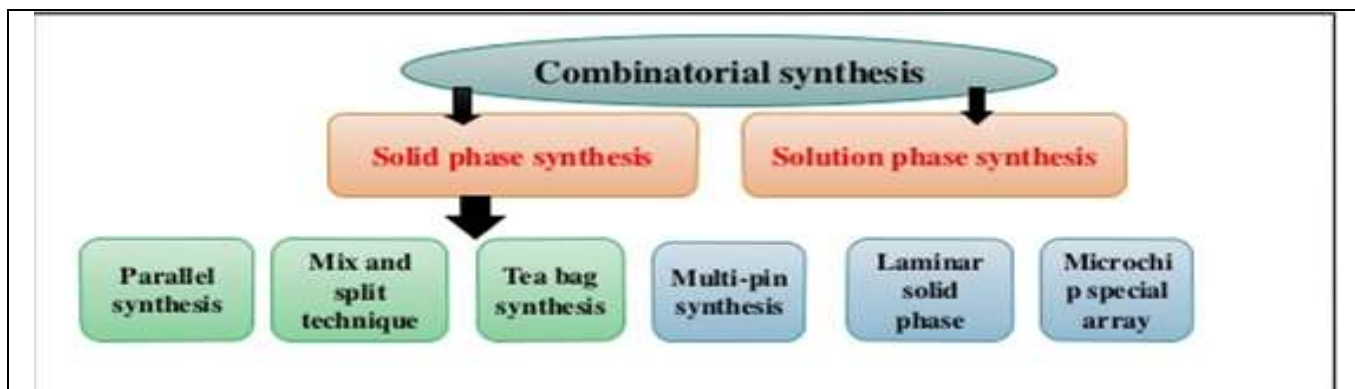 Combinatorial synthesis
Solid phase synthesis
Solution phase synthesis
Parallel
synthesis
Mix and
split
technique
Tea bag
synthesis
Multi-pin
synthesis
Laminar
solid
phase
Microchi
p special
array